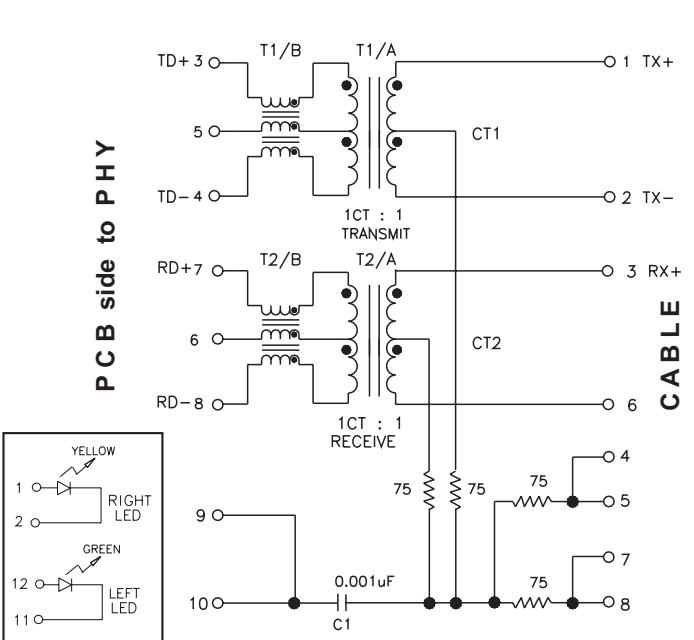 T1/B T1/A
TD+ 3
1 TX+
5
CT1
TD- 4
2 TX-
1CT : 1
TRANSMIT
PCB side to PHY
T2/B T2/A
RD+7
3 RX+
6
CT2
RD-8
6
CABLE
1CT : 1
RECEIVE
YELLOW
1
2
RIGHT
LED
GREEN
12
11
LEFT
LED
75
75
75
4
5
9
7
0.001uF
75
10
C1
8